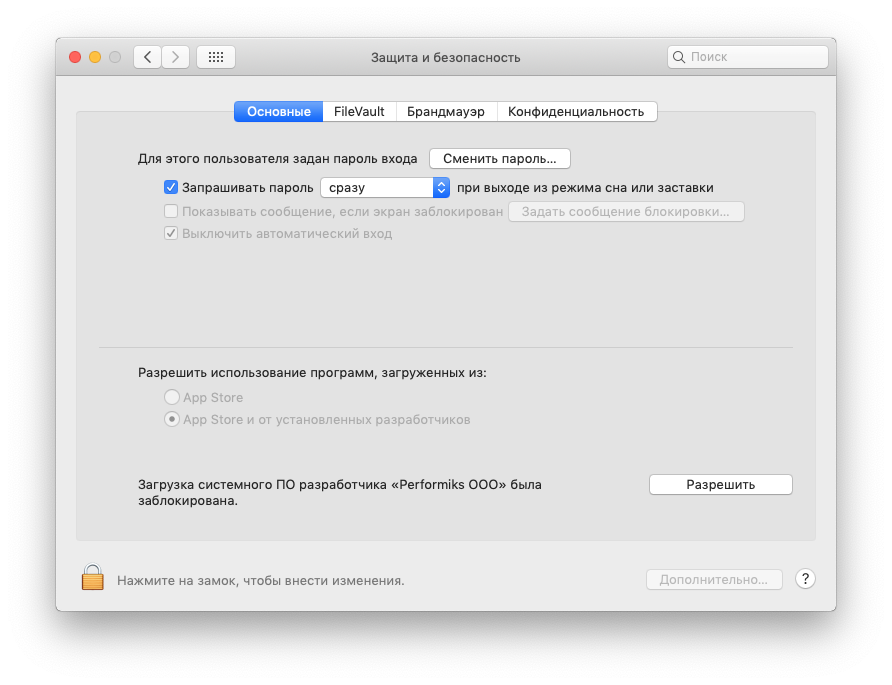 Защита и безопасность
Поиск
Основные FileVault Брандмауэр Конфиденциальность
Для этого пользователя задан пароль входа Сменить пароль...
Запрашивать пароль сразу при выходе из режима сна или заставки
Показывать сообщение, если экран заблокирован Задать сообщение блокировки...
Выключить автоматический вход
Разрешить использование программ, загруженных из:
App Store
App Store и от установленных разработчиков
Загрузка системного ПО разработчика «Performiks OOO» была
заблокирована.
Разрешить
Нажмите на замок, чтобы внести изменения.
Дополнительно... ?